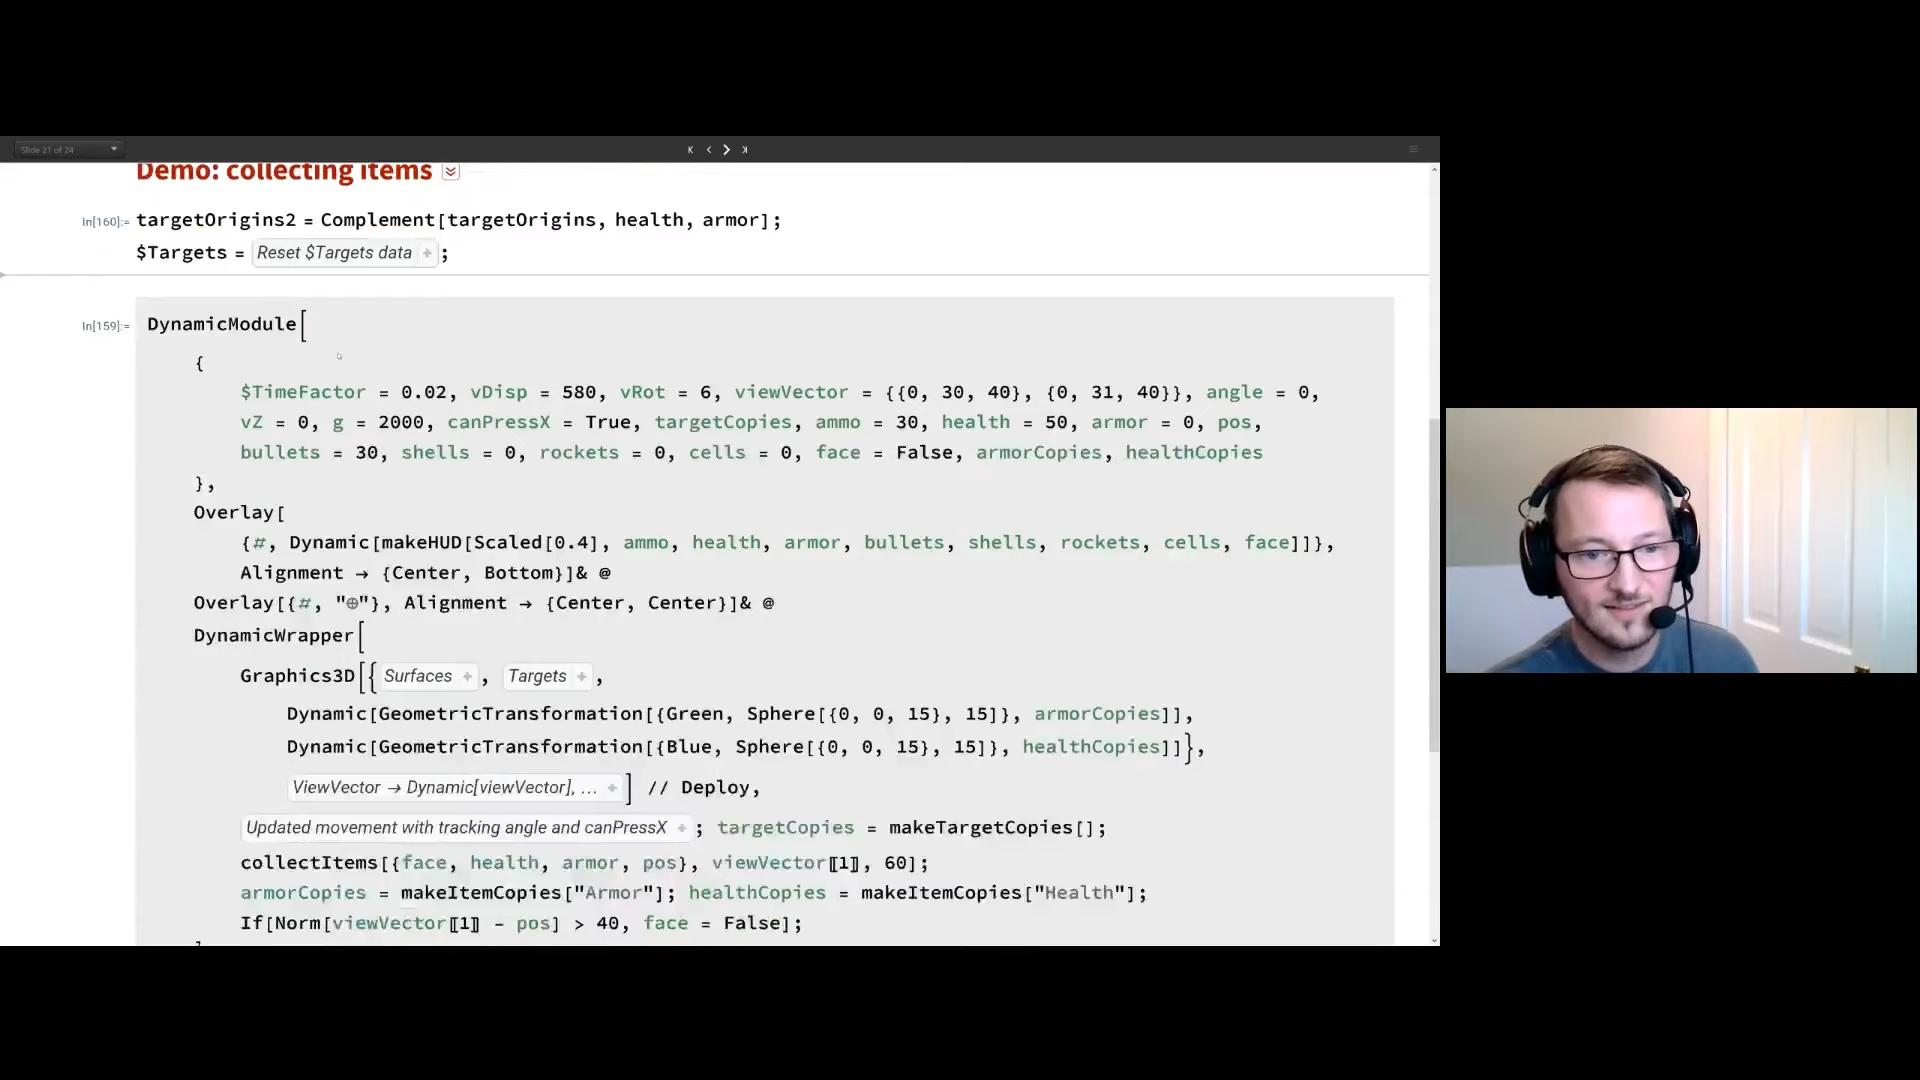 Slide 21 of 24
Demo: collecting items
In[160]:= targetOrigins2 = Complement[targetOrigins, health, armor];
$Targets = Reset $Targets data + ;
In[159]:= DynamicModule[
{
$TimeFactor = 0.02, vDisp = 580, vRot = 6, viewVector = {{0, 30, 40}, {0, 31, 40}}, angle = 0,
vZ = 0, g = 2000, canPressX = True, targetCopies, ammo = 30, health = 50, armor = 0, pos,
bullets = 30, shells = 0, rockets = 0, cells = 0, face = False, armorCopies, healthCopies
},
Overlay[
{#, Dynamic[makeHUD[Scaled[0.4], ammo, health, armor, bullets, shells, rockets, cells, face]]},
Alignment → {Center, Bottom}]& @
Overlay[{#, "⊕"}, Alignment → {Center, Center}]& @
DynamicWrapper[
Graphics3D[{ Surfaces + , Targets + ,
Dynamic[GeometricTransformation[{Green, Sphere[{0, 0, 15}, 15]}, armorCopies]],
Dynamic[GeometricTransformation[{Blue, Sphere[{0, 0, 15}, 15]}, healthCopies]]},
ViewVector → Dynamic[viewVector], ... + ] // Deploy,
Updated movement with tracking angle and canPressX + ; targetCopies = makeTargetCopies[];
collectItems[{face, health, armor, pos}, viewVector〚1〛, 60];
armorCopies = makeItemCopies["Armor"]; healthCopies = makeItemCopies["Health"];
If[Norm[viewVector〚1〛 - pos] > 40, face = False];